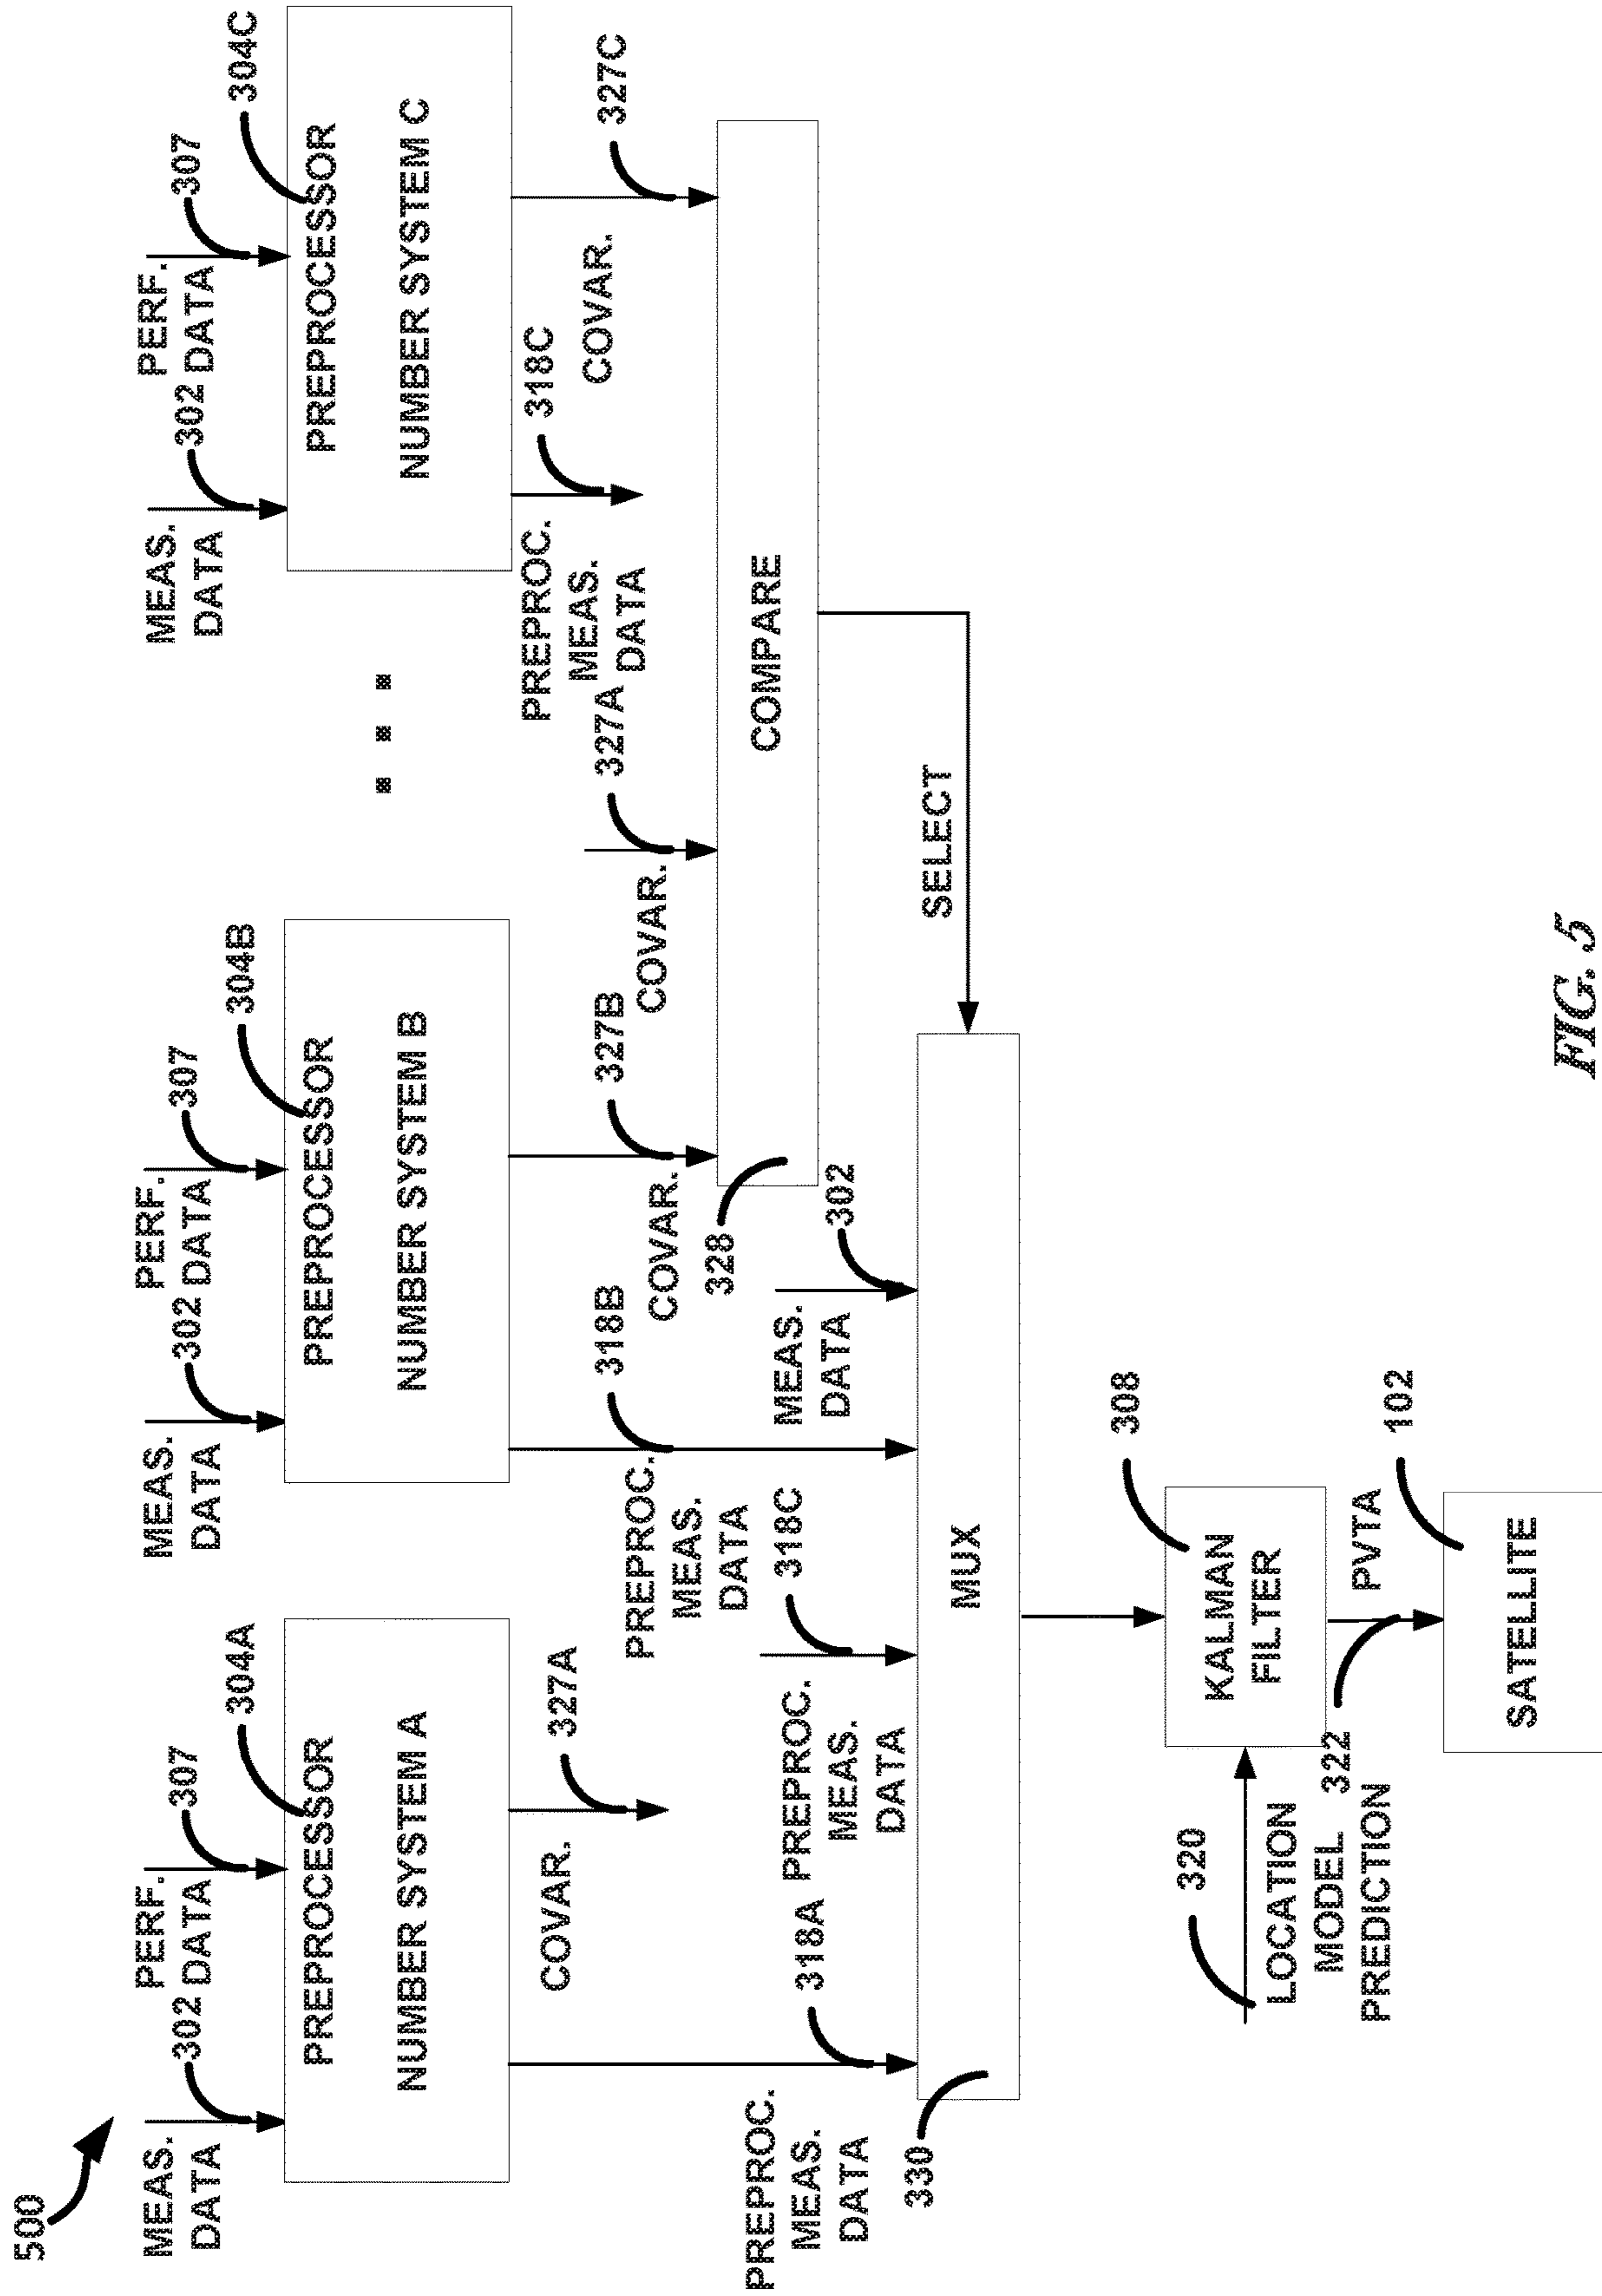 500
MEAS.
DATA
302
PERF.
DATA
307
304A
PREPROCESSOR
NUMBER SYSTEM A
MEAS.
DATA
302
PERF.
DATA
307
304B
PREPROCESSOR
NUMBER SYSTEM B
MEAS.
DATA
302
PERF.
DATA
307
304C
PREPROCESSOR
NUMBER SYSTEM C
COVAR.
327A
318B
PREPROC.
MEAS.
DATA
327B
COVAR.
327A
COVAR.
PREPROC.
MEAS.
DATA
318C
COVAR.
327C
328
COMPARE
PREPROC.
MEAS.
DATA
318A
PREPROC.
MEAS.
DATA
318C
MEAS.
DATA
302
SELECT
330
MUX
320
LOCATION
MODEL
PREDICTION
308
KALMAN
FILTER
322
PVTA
102
SATELLITE
FIG. 5